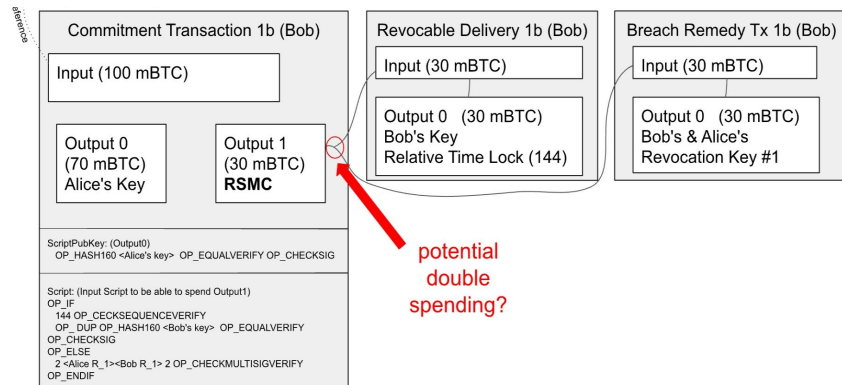 aference
Commitment Transaction 1b (Bob)
Input (100 mBTC)
Output 0
(70 mBTC)
Alice's Key
Output 1
(30 mBTC)
RSMC
ScriptPubKey: (Output0)
OP_HASH160 <Alice's key> OP_EQUALVERIFY OP_CHECKSIG
Script: (Input Script to be able to spend Output1)
OP_IF
144 OP_CECKSEQUENCEVERIFY
OP_ DUP OP_HASH160 <Bob's key> OP_EQUALVERIFY
OP_CHECKSIG
OP_ELSE
2 <Alice R_1><Bob R_1> 2 OP_CHECKMULTISIGVERIFY
OP_ENDIF
Revocable Delivery 1b (Bob)
Input (30 mBTC)
Output 0 (30 mBTC)
Bob's Key
Relative Time Lock (144)
Breach Remedy Tx 1b (Bob)
Input (30 mBTC)
Output 0 (30 mBTC)
Bob's & Alice's
Revocation Key #1
potential
double
spending?